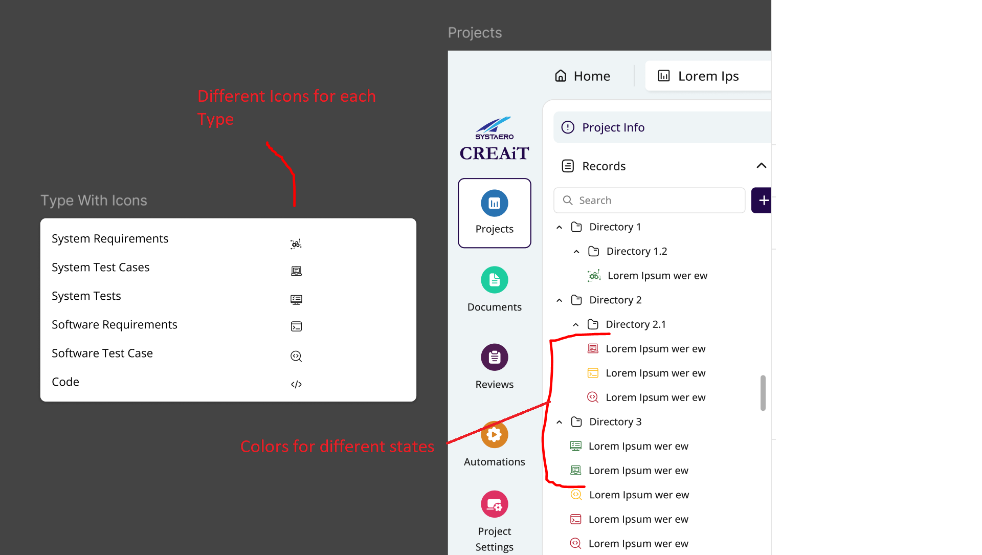 Projects
Different Icons for each
Type
Home
Lorem Ips
Project Info
SYSTAERO
CREAiT
Records
Search
+
Type With Icons
System Requirements
System Test Cases
System Tests
Software Requirements
Software Test Case
Code
Projects
Documents
Reviews
Automations
Project
Settings
Directory 1
Directory 1.2
Lorem Ipsum wer ew
Directory 2
Directory 2.1
Lorem Ipsum wer ew
Lorem Ipsum wer ew
Lorem Ipsum wer ew
Directory 3
Lorem Ipsum wer ew
Lorem Ipsum wer ew
Lorem Ipsum wer ew
Lorem Ipsum wer ew
Lorem Ipsum wer ew
Colors for different states